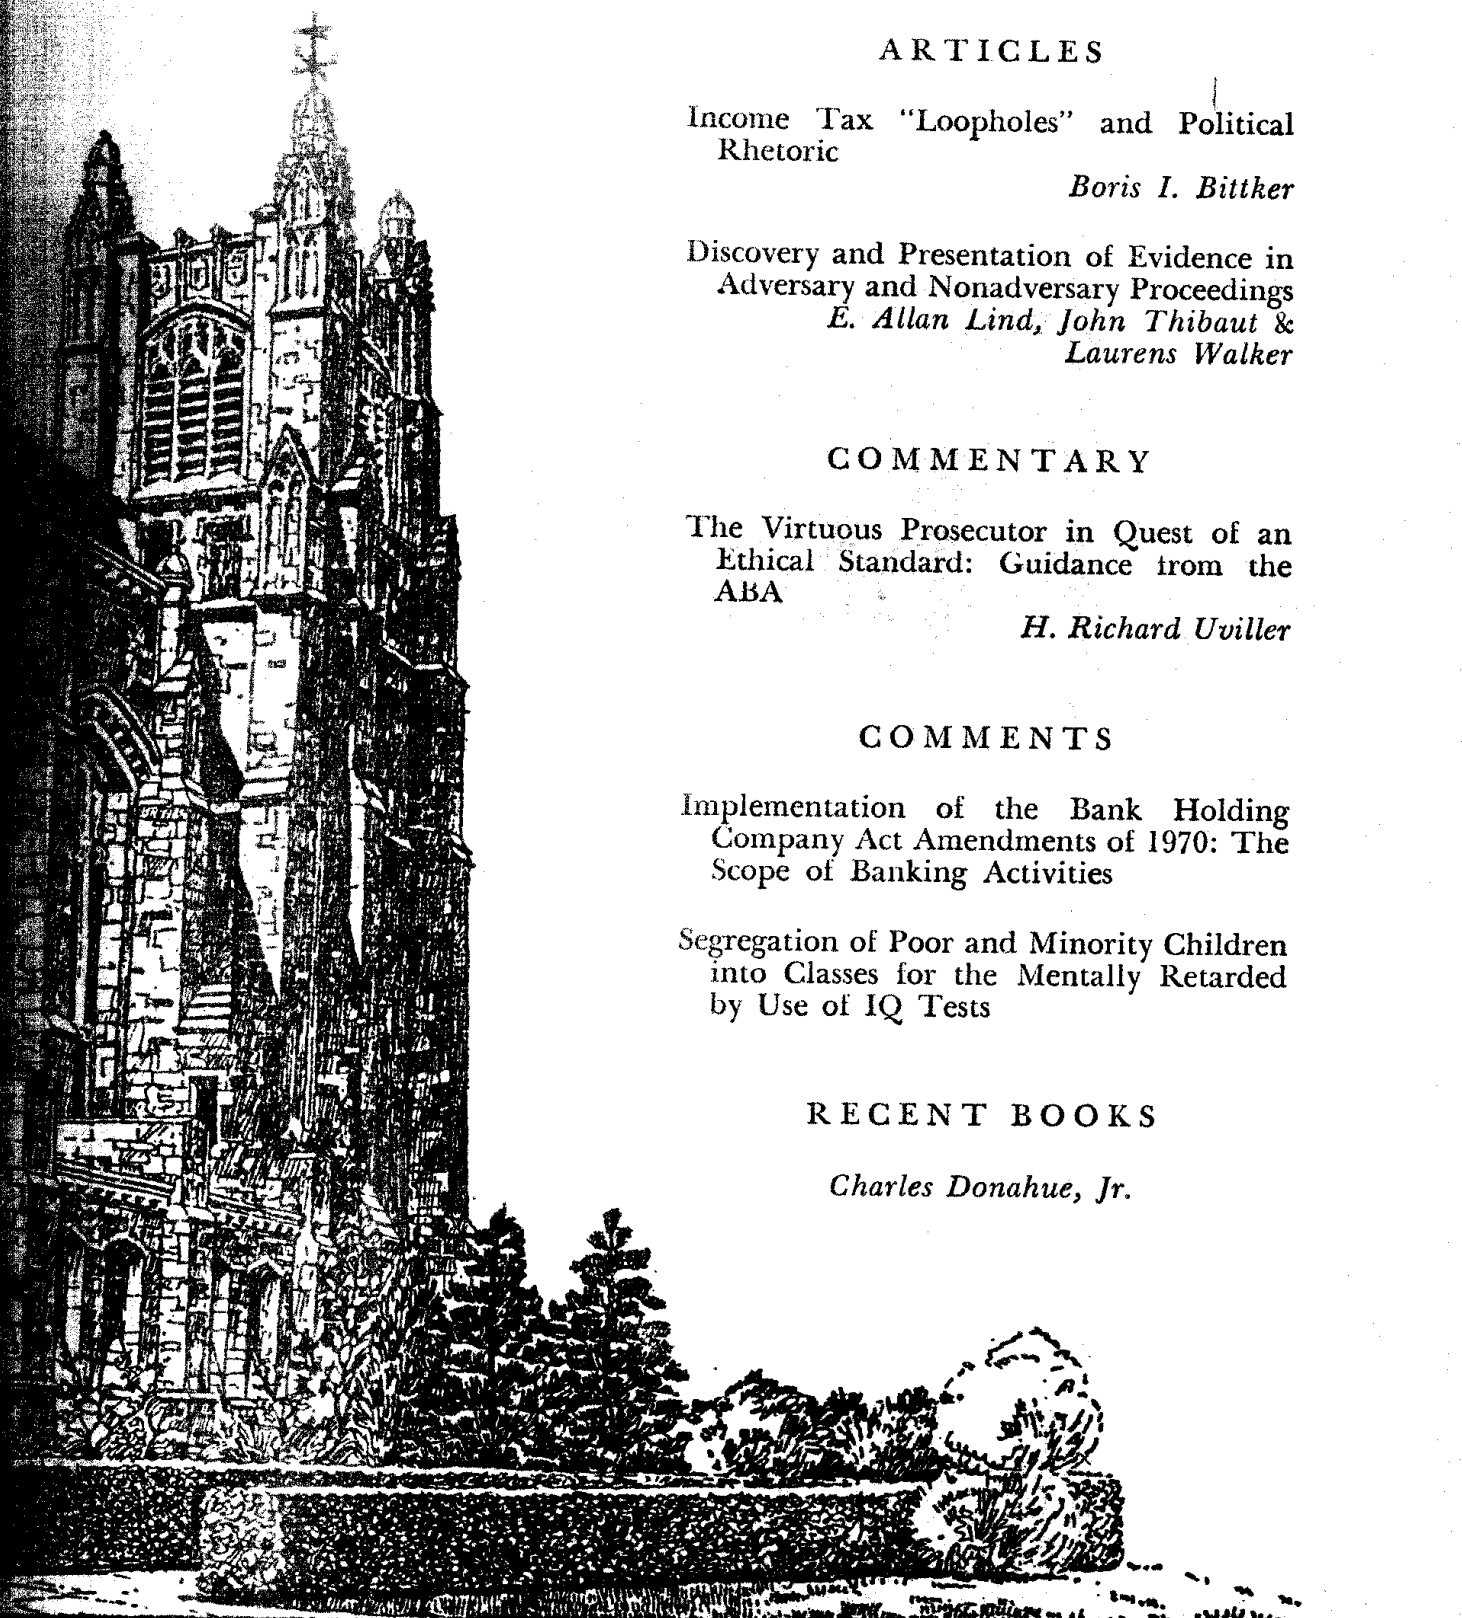 ARTICLES
Income Tax “Loopholes” and Political
Rhetoric
Boris I. Bittker
Discovery and Presentation of Evidence in
Adversary and Nonadversary Proceedings
E. Allan Lind, John Thibaut &
Laurens Walker
COMMENTARY
The Virtuous Prosecutor in Quest of an
Ethical Standard: Guidance from the
ABA
H. Richard Uviller
COMMENTS
Implementation of the Bank Holding
Company Act Amendments of 1970: The
Scope of Banking Activities
Segregation of Poor and Minority Children
into Classes for the Mentally Retarded
by Use of IQ Tests
RECENT BOOKS
Charles Donahue, Jr.